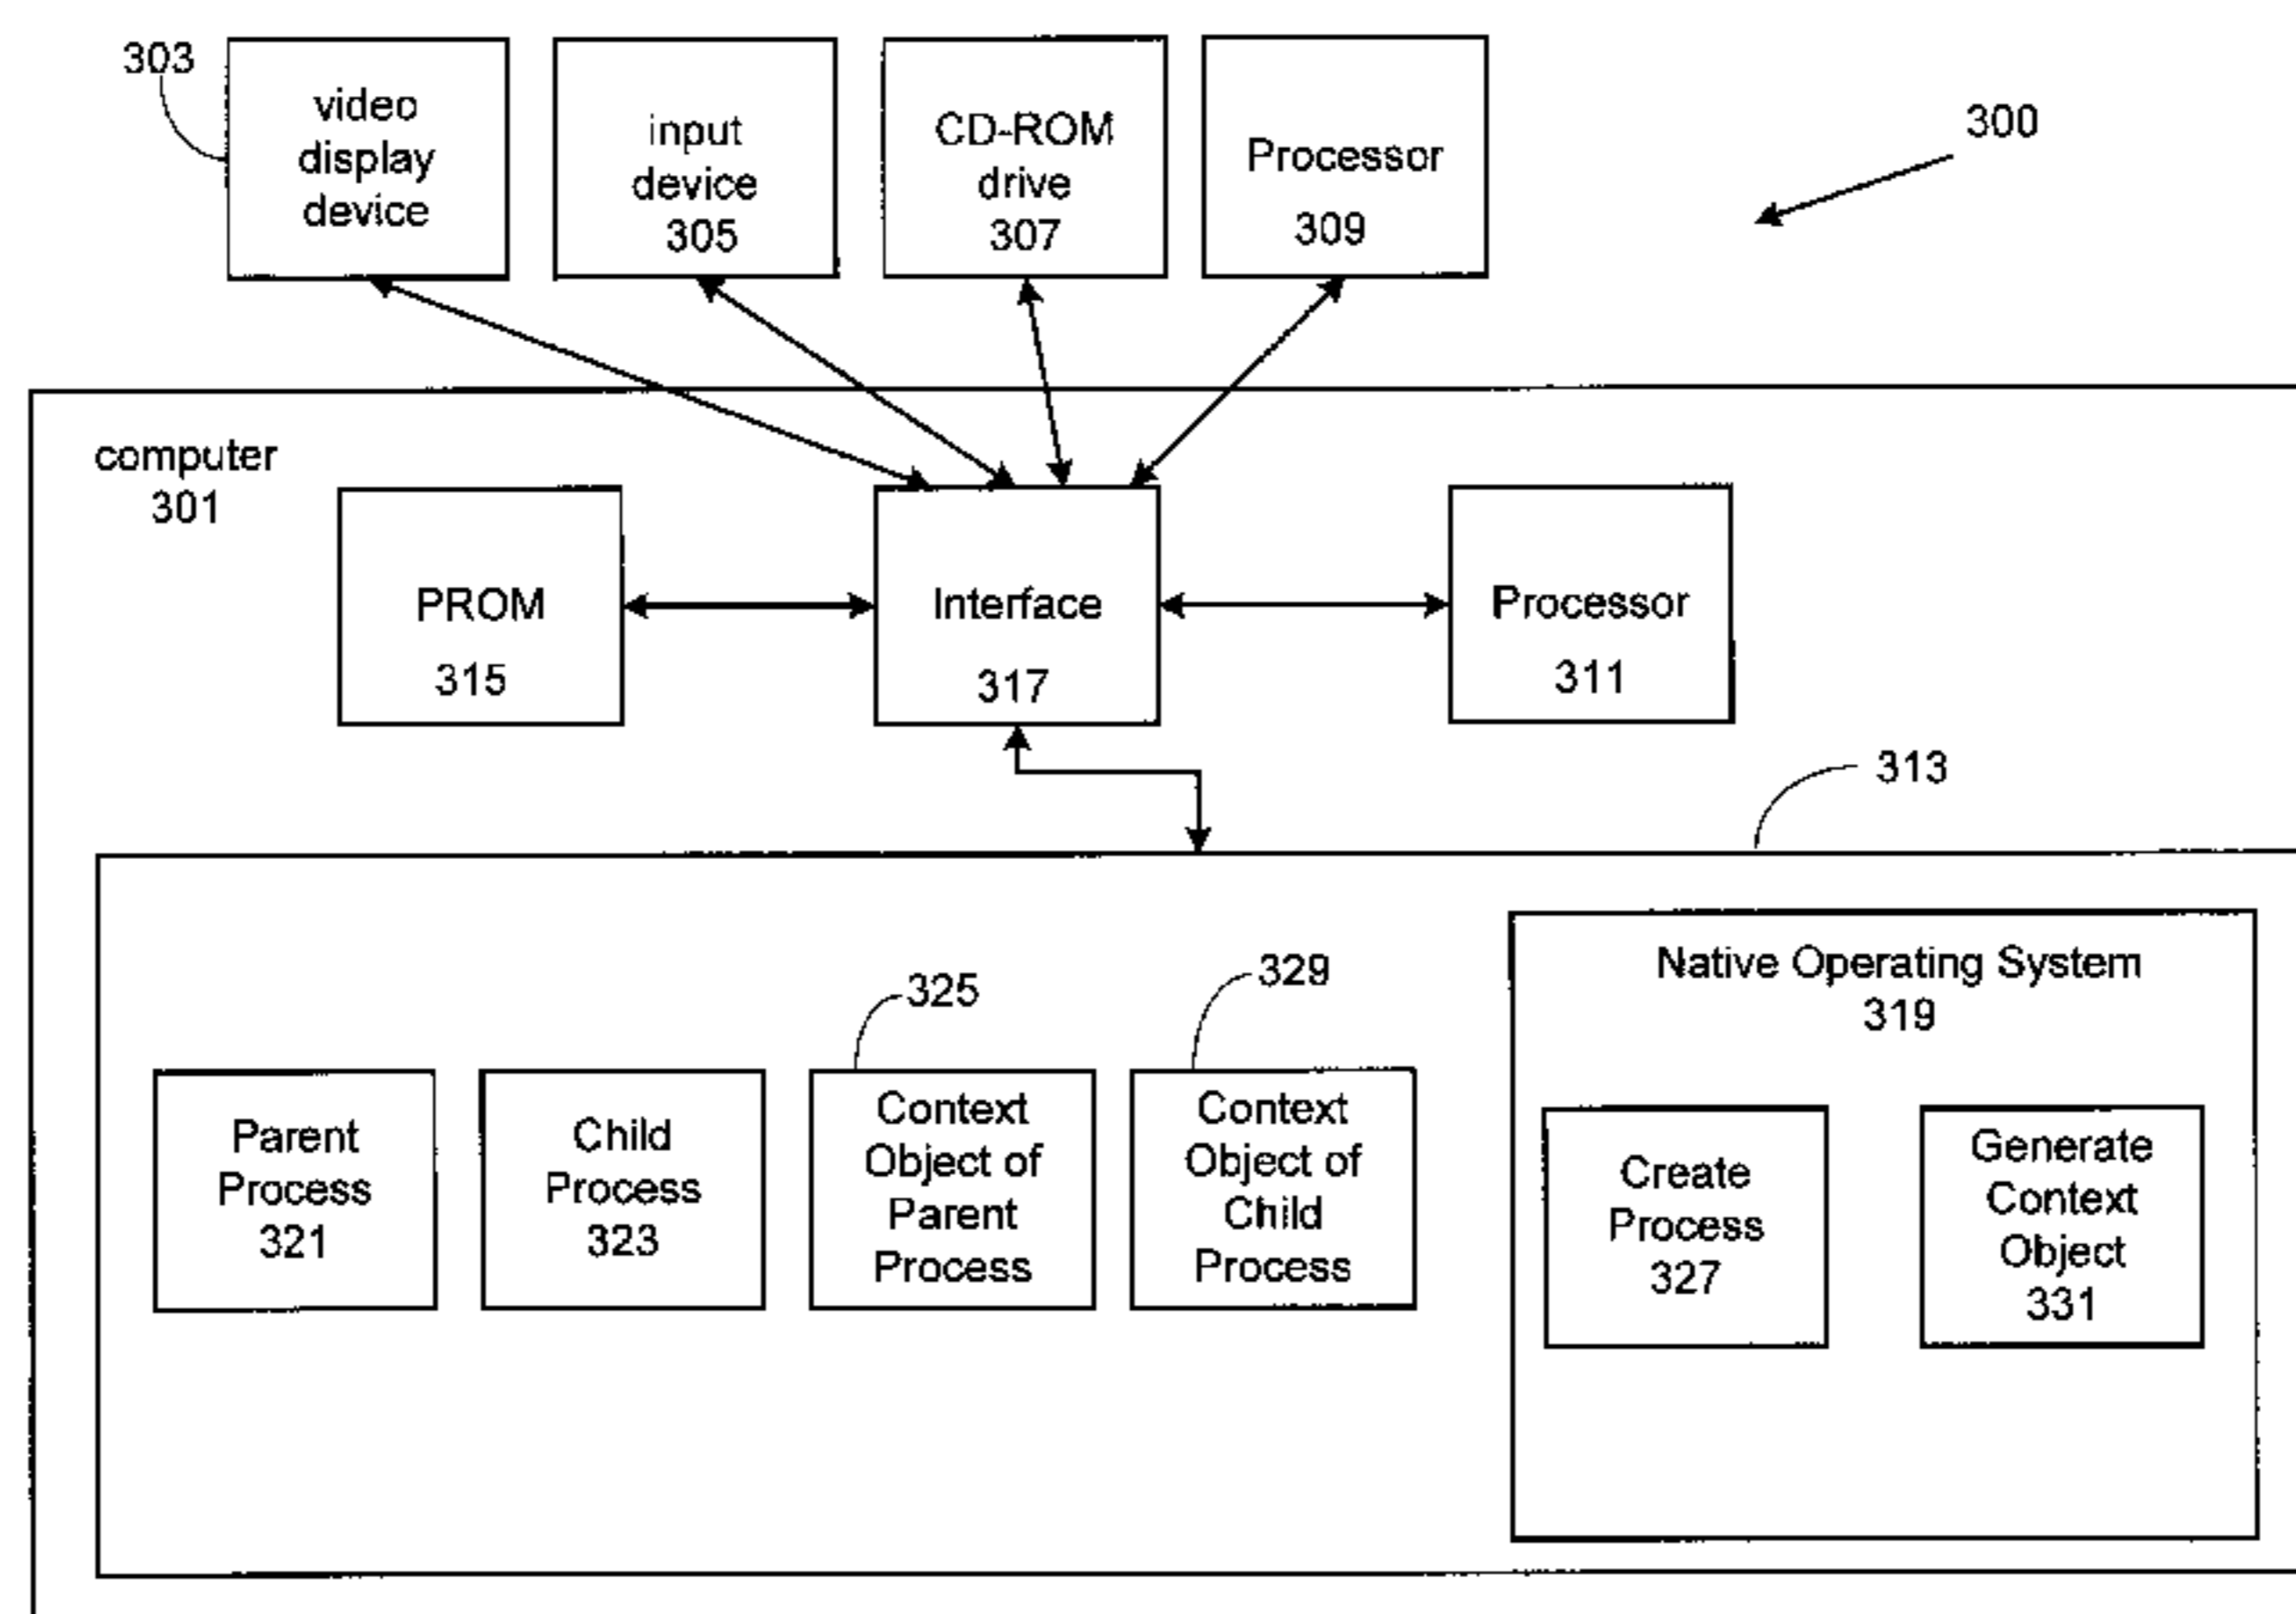 303
video
display
device
input
device
305
CD-ROM
drive
307
Processor
309
300
computer
301
PROM
315
Interface
317
Processor
311
313
325
329
Native Operating System
319
Parent
Process
321
Child
Process
323
Context
Object of
Parent
Process
Context
Object of
Child
Process
Create
Process
327
Generate
Context
Object
331